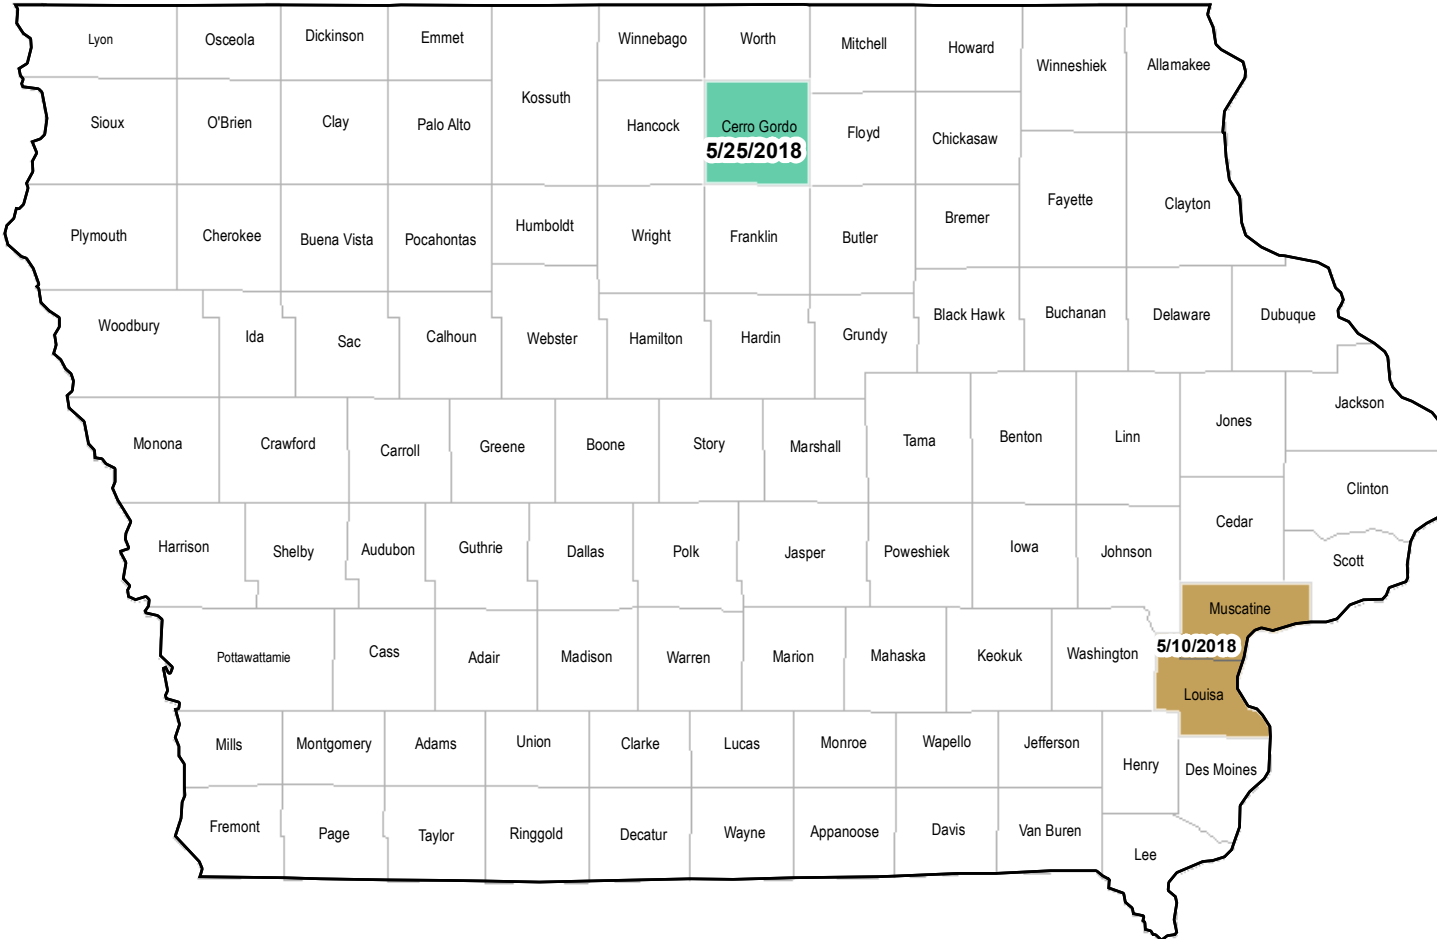 Lyon
Osceola
Dickinson
Emmet
Winnebago
Worth
Mitchell
Howard
Winneshiek
Allamakee
Kossuth
Sioux
O'Brien
Clay
Palo Alto
Hancock
Cerro Gordo
5/25/2018
Floyd
Chickasaw
Fayette
Clayton
Plymouth
Cherokee
Buena Vista
Pocahontas
Humboldt
Wright
Franklin
Butler
Bremer
Woodbury
Ida
Sac
Calhoun
Webster
Hamilton
Hardin
Grundy
Black Hawk
Buchanan
Delaware
Dubuque
Jackson
Monona
Crawford
Carroll
Greene
Boone
Story
Marshall
Tama
Benton
Linn
Jones
Clinton
Cedar
Harrison
Shelby
Audubon
Guthrie
Dallas
Polk
Jasper
Poweshiek
Iowa
Johnson
Scott
Muscatine
5/10/2018
Pottawattamie
Cass
Adair
Madison
Warren
Marion
Mahaska
Keokuk
Washington
Louisa
Mills
Montgomery
Adams
Union
Clarke
Lucas
Monroe
Wapello
Jefferson
Henry
Des Moines
Fremont
Page
Taylor
Ringgold
Decatur
Wayne
Appanoose
Davis
Van Buren
Lee